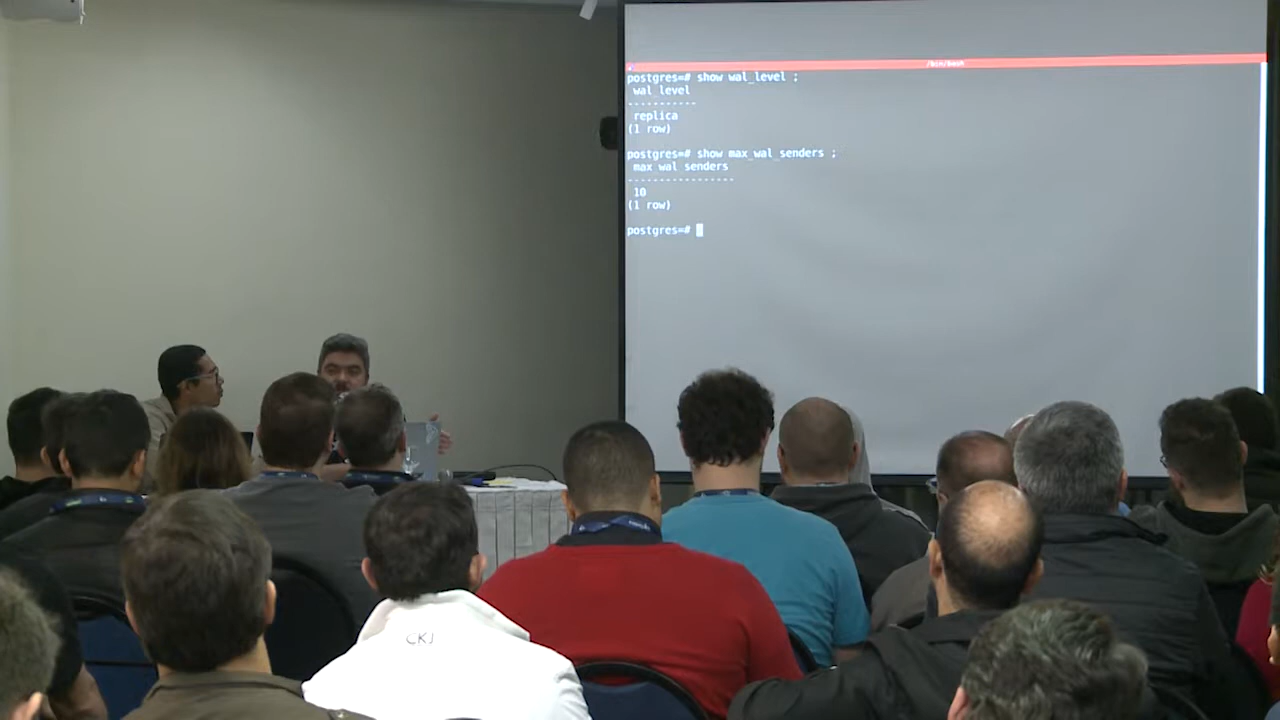 /bin/bash
postgres=# show wal_level ;
wal_level
-----------
replica
(1 row)
postgres=# show max_wal_senders ;
max_wal_senders
-----------------
10
(1 row)
postgres=#
CKJ